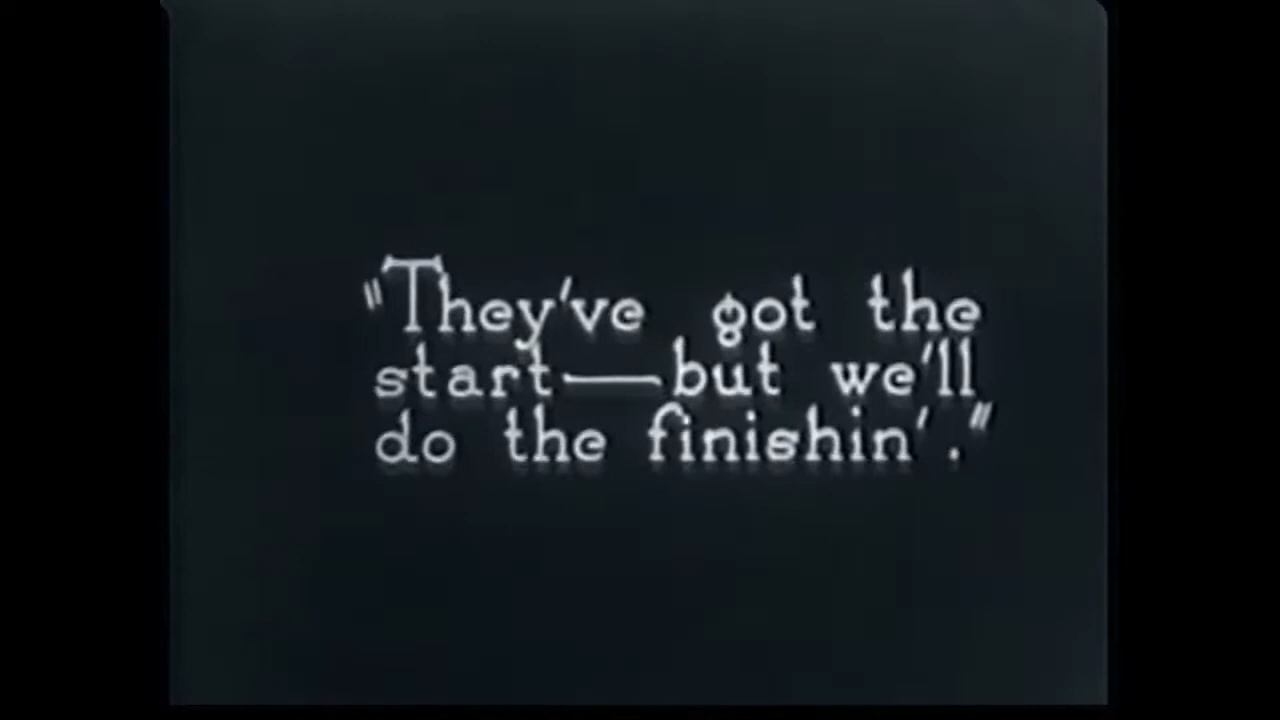 "They've got the
start—but we'll
do the finishin'."